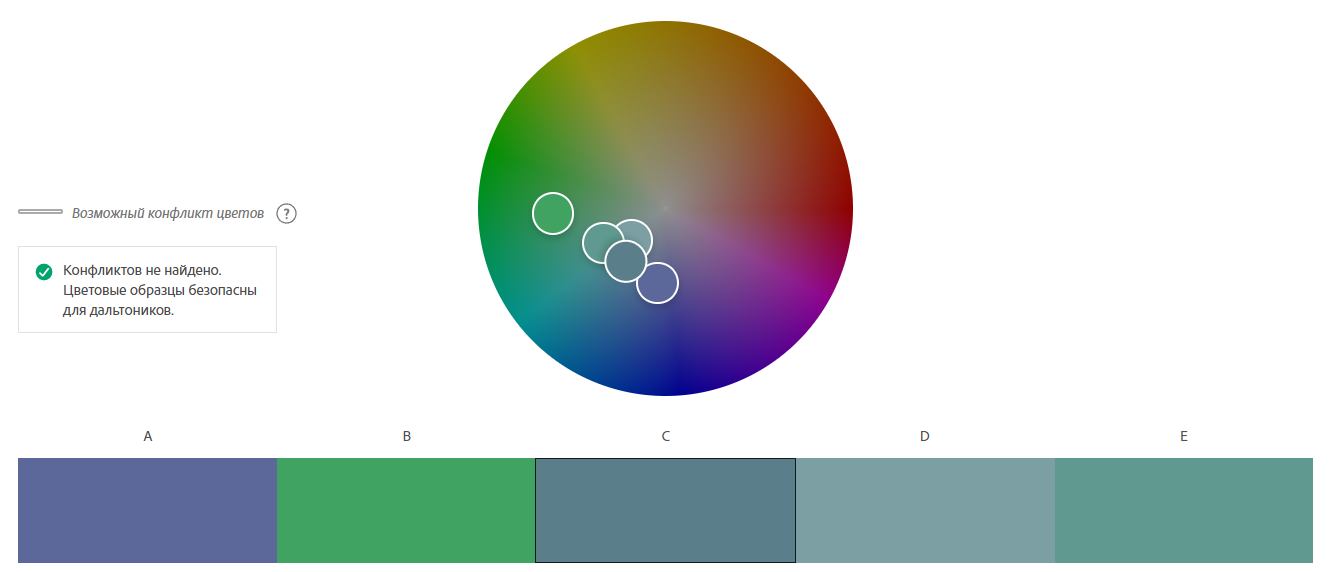 Возможный конфликт цветов ?
Конфликтов не найдено.
Цветовые образцы безопасны
для дальтоников.
A B C D E